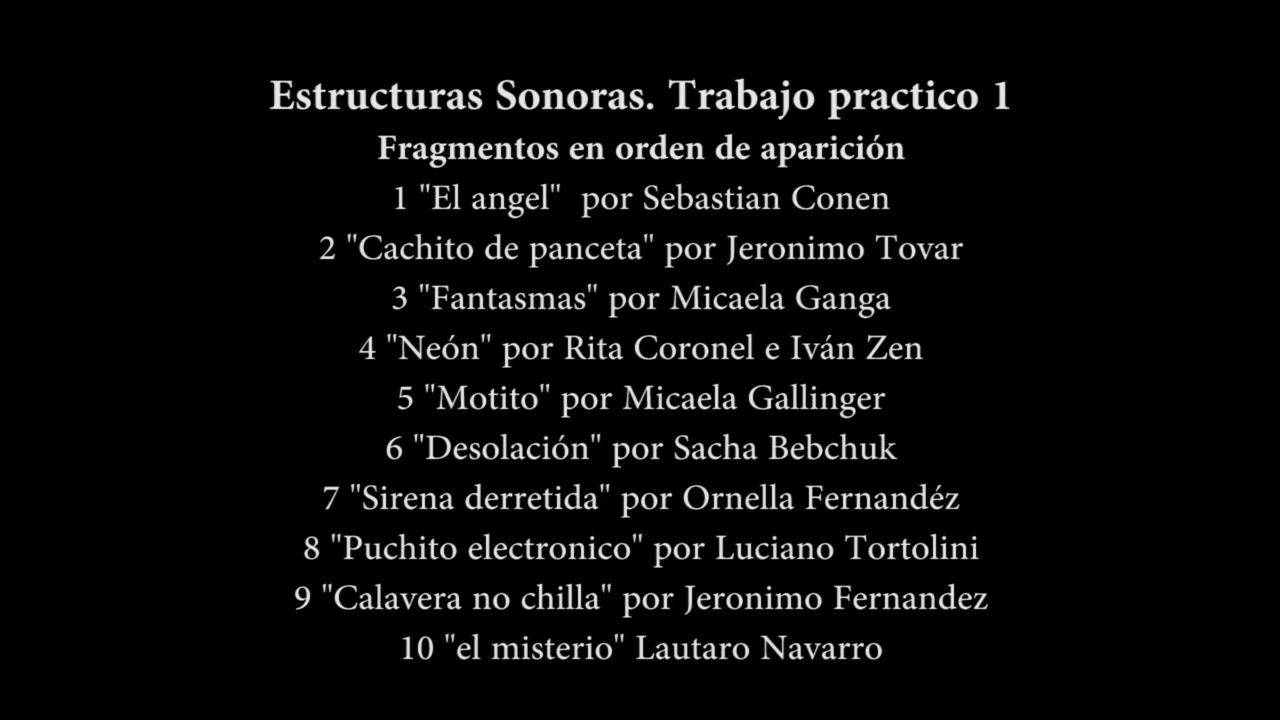 Estructuras Sonoras. Trabajo practico 1
Fragmentos en orden de aparición
1 "El angel"  por Sebastian Conen
2 "Cachito de panceta" por Jeronimo Tovar
3 "Fantasmas" por Micaela Ganga
4 "Neón" por Rita Coronel e Iván Zen
5 "Motito" por Micaela Gallinger
6 "Desolación" por Sacha Bebchuk
7 "Sirena derretida" por Ornella Fernandéz
8 "Puchito electronico" por Luciano Tortolini
9 "Calavera no chilla" por Jeronimo Fernandez
10 "el misterio" Lautaro Navarro